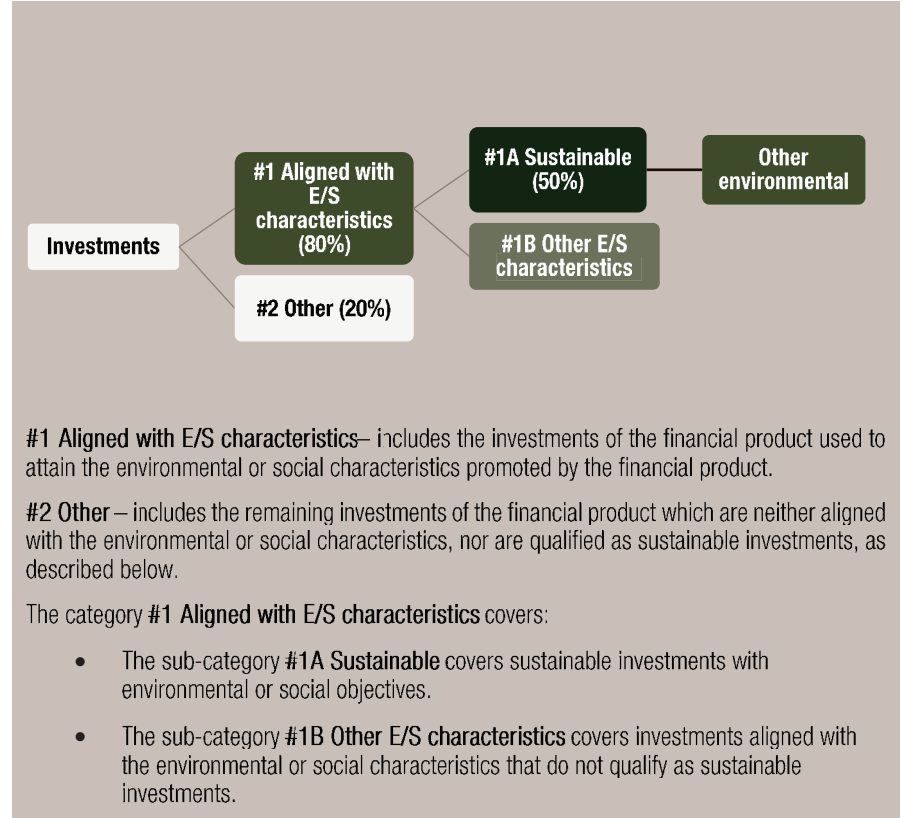 #1 Aligned with
E/S
characteristics
(80%)
#1A Sustainable
(50%)
Other
environmental
Investments
#1B Other E/S
characteristics
#2 Other (20%)
#1 Aligned with E/S characteristics– includes the investments of the financial product used to
attain the environmental or social characteristics promoted by the financial product.
#2 Other – includes the remaining investments of the financial product which are neither aligned
with the environmental or social characteristics, nor are qualified as sustainable investments, as
described below.
The category #1 Aligned with E/S characteristics covers:
• The sub-category #1A Sustainable covers sustainable investments with
environmental or social objectives.
• The sub-category #1B Other E/S characteristics covers investments aligned with
the environmental or social characteristics that do not qualify as sustainable
investments.